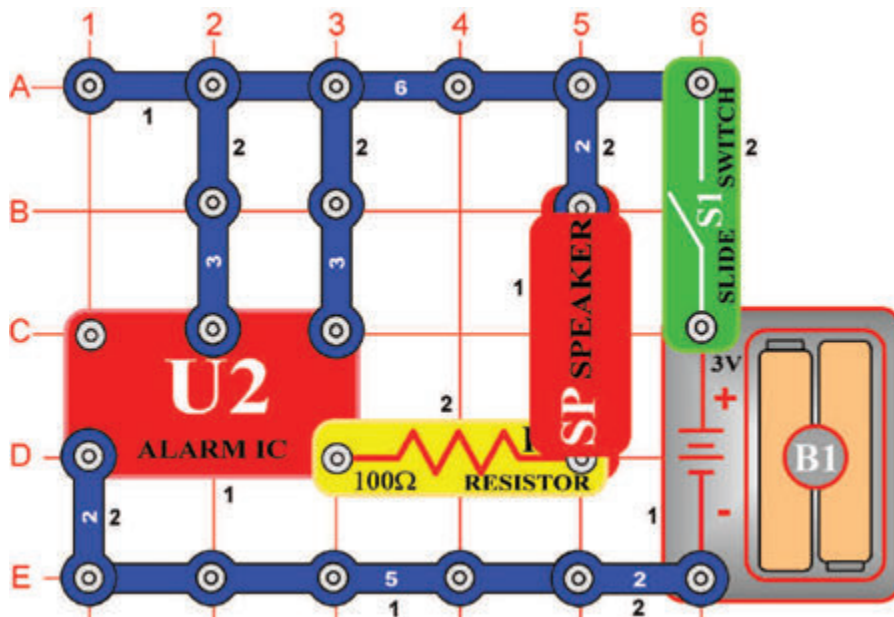 1 2 3 4 5 6
A 6
1 2 2 2 2 2
B
3 3
SP SPEAKER
1
S1 SLIDE SWITCH
C
U2
ALARM IC
3V
+
-
B1
D
2
100Ω RESISTOR
1
1
2 2
E 5 2
1 2